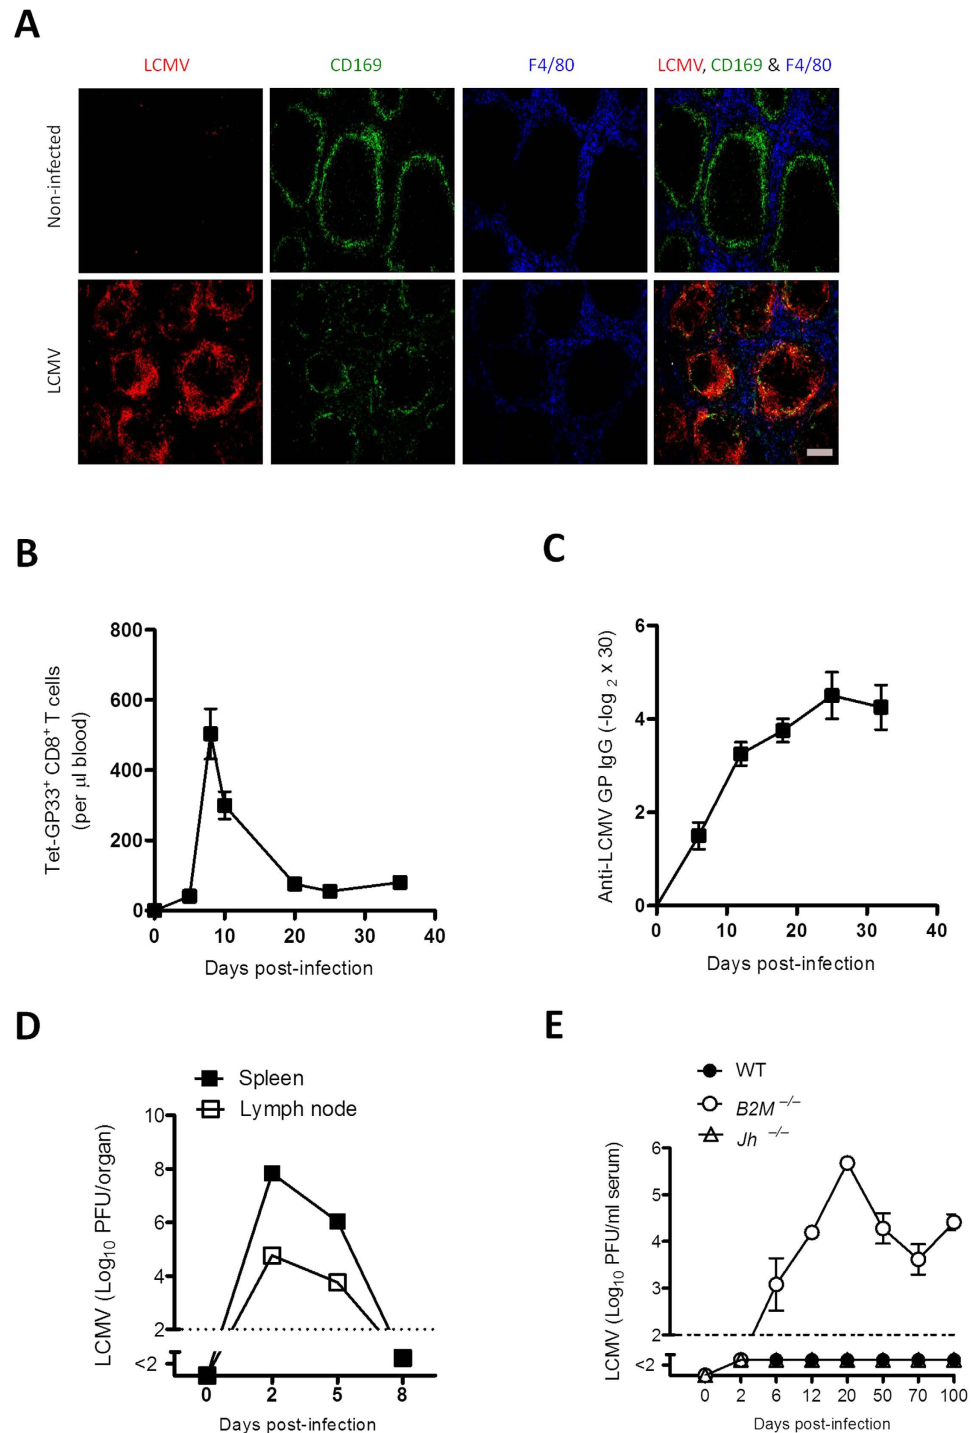 A
LCMV
CD169
F4/80
LCMV, CD169 & F4/80
Non-infected
LCMV
B
800
600
400
200
0
0 10 20 30 40
Tet-GP33⁺ CD8⁺ T cells
(per µl blood)
Days post-infection
C
6
4
2
0
0 10 20 30 40
Anti-LCMV GP IgG (-log ₂ x 30)
Days post-infection
D
Spleen
Lymph node
10
8
6
4
2
<2
0 2 5 8
LCMV (Log₁₀ PFU/organ)
Days post-infection
E
WT
B2M ⁻/⁻
Jh ⁻/⁻
6
5
4
3
2
<2
0 2 6 12 20 50 70 100
LCMV (Log₁₀ PFU/ml serum)
Days post-infection